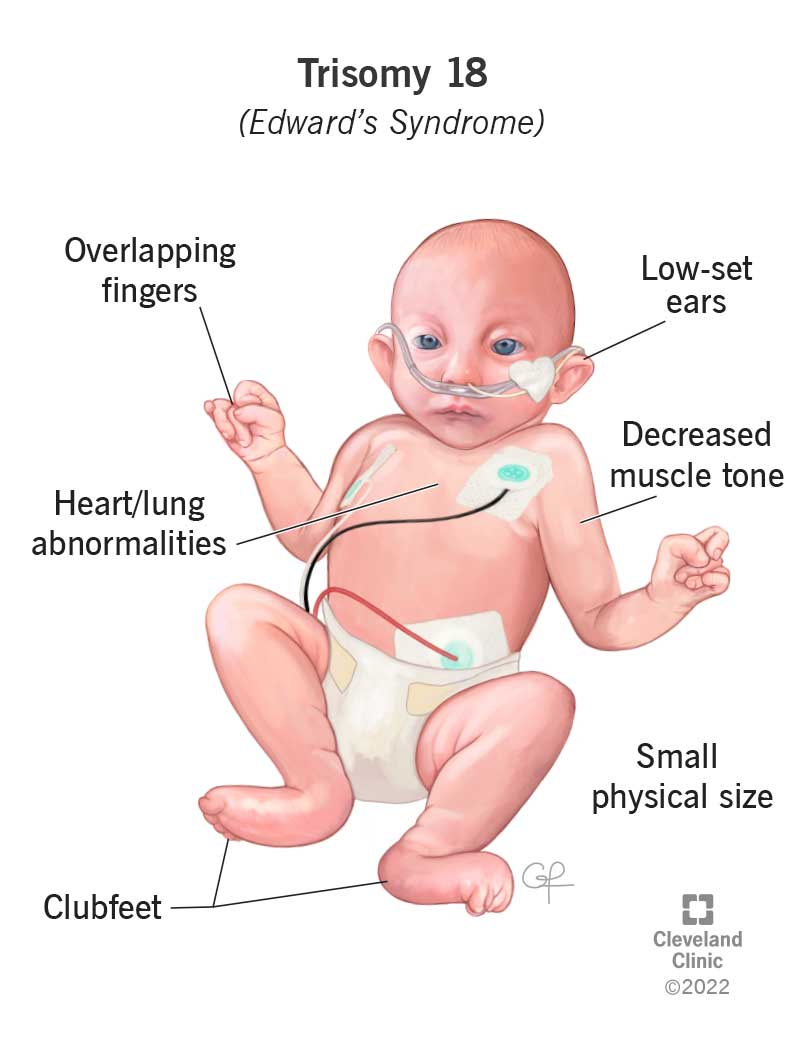 Trisomy 18
(Edward's Syndrome)
Overlapping
fingers
Low-set
ears
Decreased
muscle tone
Heart/lung
abnormalities
Small
physical size
Clubfeet
Cleveland
Clinic
©2022